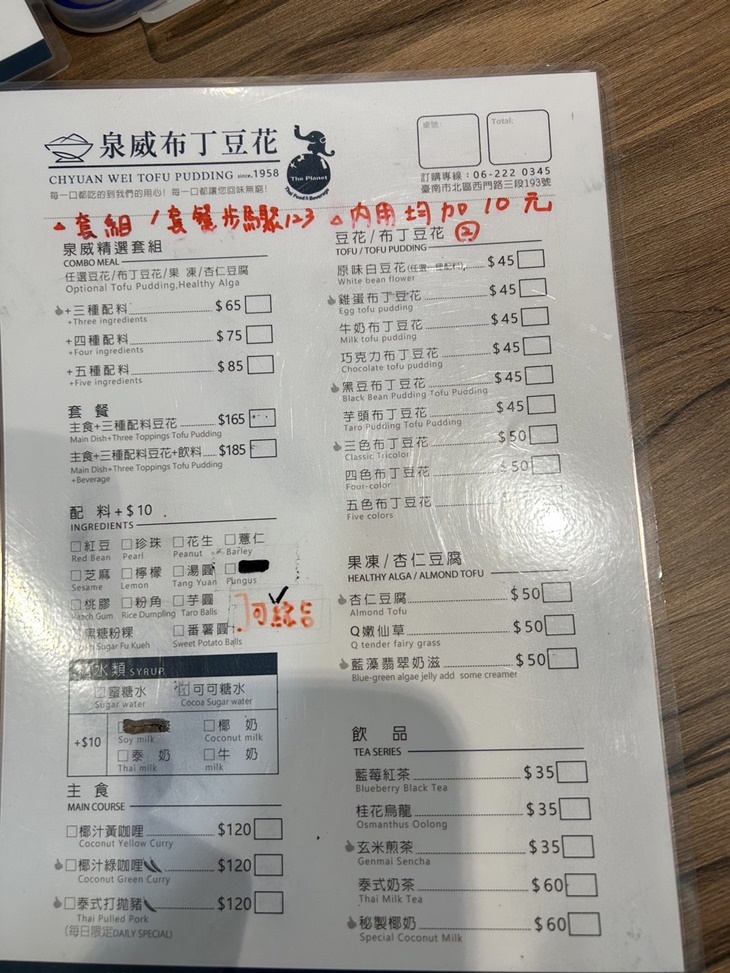 泉威布丁豆花
CHYUAN WEI TOFU PUDDING since.1958
每一口都吃的到我們的用心！每一口都讓您回味無窮！
The Planet
Thai Food & Beverage
桌號:
Total:
訂購專線：06-222 0345
臺南市北區西門路三段193號
△套組 / 套餐步驟123 △內用均加10元
泉威精選套組
COMBO MEAL
任選豆花/布丁豆花/果 凍/杏仁豆腐
Optional Tofu Pudding,Healthy Alga
+三種配料 $65
+Three ingredients
+四種配料 $75
+Four ingredients
+五種配料 $85
+Five ingredients
套 餐
主食+三種配料豆花 $165
Main Dish+Three Toppings Tofu Pudding
主食+三種配料豆花+飲料 $185
Main Dish+Three Toppings Tofu Pudding
+Beverage
配 料+$10
INGREDIENTS
□紅豆 □珍珠 □花生 □薏仁
Red Bean Pearl Peanut Barley
□芝麻 □檸檬 □湯圓
Sesame Lemon Tang Yuan Fungus
桃膠 □粉角 □芋圓
Peach Gum Rice Dumpling Taro Balls
可綜合
黑糖粉粿 □番薯圓
Sugar Fu Kueh Sweet Potato Balls
水類 SYRUP
□蜜糖水 □可可糖水
Sugar water Cocoa Sugar water
+$10
□椰 奶
Soy milk Coconut milk
□泰 奶 □牛 奶
Thai milk milk
主 食
MAIN COURSE
□椰汁黃咖哩 $120
Coconut Yellow Curry
□椰汁綠咖哩 $120
Coconut Green Curry
□泰式打拋豬 $120
Thai Pulled Pork
(每日限定DAILY SPECIAL)
豆花/布丁豆花 ②
TOFU / TOFU PUDDING
原味白豆花(任選一種配料) $45
White bean flower
雞蛋布丁豆花 $45
Egg tofu pudding
牛奶布丁豆花 $45
Milk tofu pudding
巧克力布丁豆花 $45
Chocolate tofu pudding
黑豆布丁豆花 $45
Black Bean Pudding Tofu Pudding
芋頭布丁豆花 $45
Taro Pudding Tofu Pudding
三色布丁豆花 $50
Classic Tricolor
四色布丁豆花 $50
Four-color
五色布丁豆花
Five colors
果凍/杏仁豆腐
HEALTHY ALGA / ALMOND TOFU
杏仁豆腐 $50
Almond Tofu
Q嫩仙草 $50
Q tender fairy grass
藍藻翡翠奶滋 $50
Blue-green algae jelly add some creamer
飲 品
TEA SERIES
藍莓紅茶 $35
Blueberry Black Tea
桂花烏龍 $35
Osmanthus Oolong
玄米煎茶 $35
Genmai Sencha
泰式奶茶 $60
Thai Milk Tea
秘製椰奶 $60
Special Coconut Milk